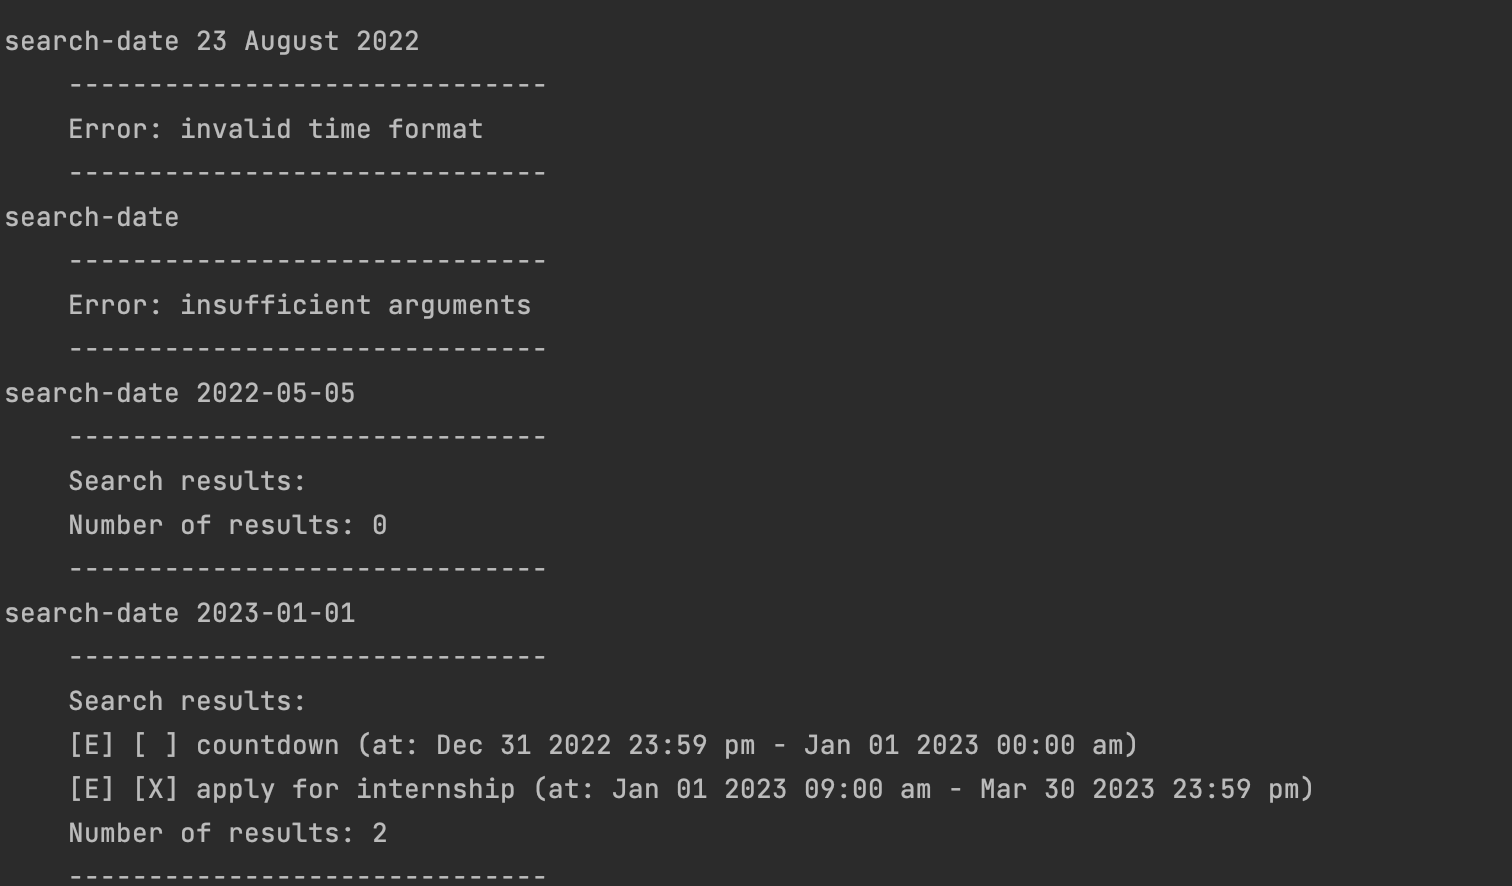 search-date 23 August 2022
------------------------------
Error: invalid time format
------------------------------
search-date
------------------------------
Error: insufficient arguments
------------------------------
search-date 2022-05-05
------------------------------
Search results:
Number of results: 0
------------------------------
search-date 2023-01-01
------------------------------
Search results:
[E] [ ] countdown (at: Dec 31 2022 23:59 pm - Jan 01 2023 00:00 am)
[E] [X] apply for internship (at: Jan 01 2023 09:00 am - Mar 30 2023 23:59 pm)
Number of results: 2
------------------------------